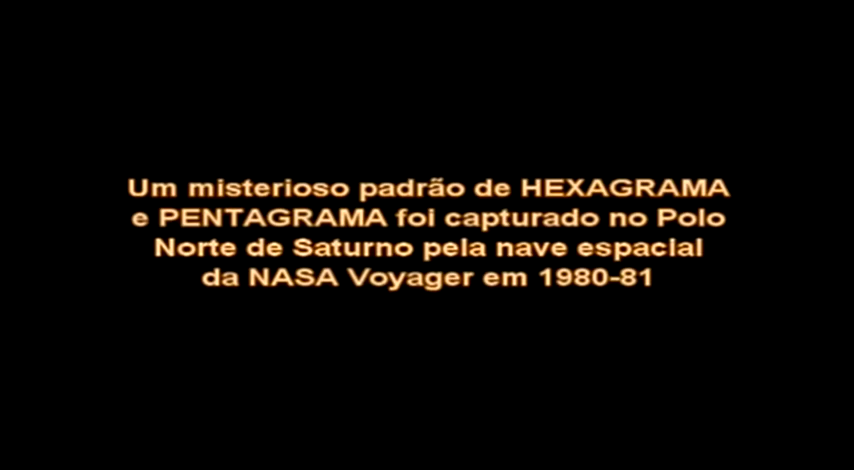 Um misterioso padrão de HEXAGRAMA
e PENTAGRAMA foi capturado no Polo
Norte de Saturno pela nave espacial
da NASA Voyager em 1980-81